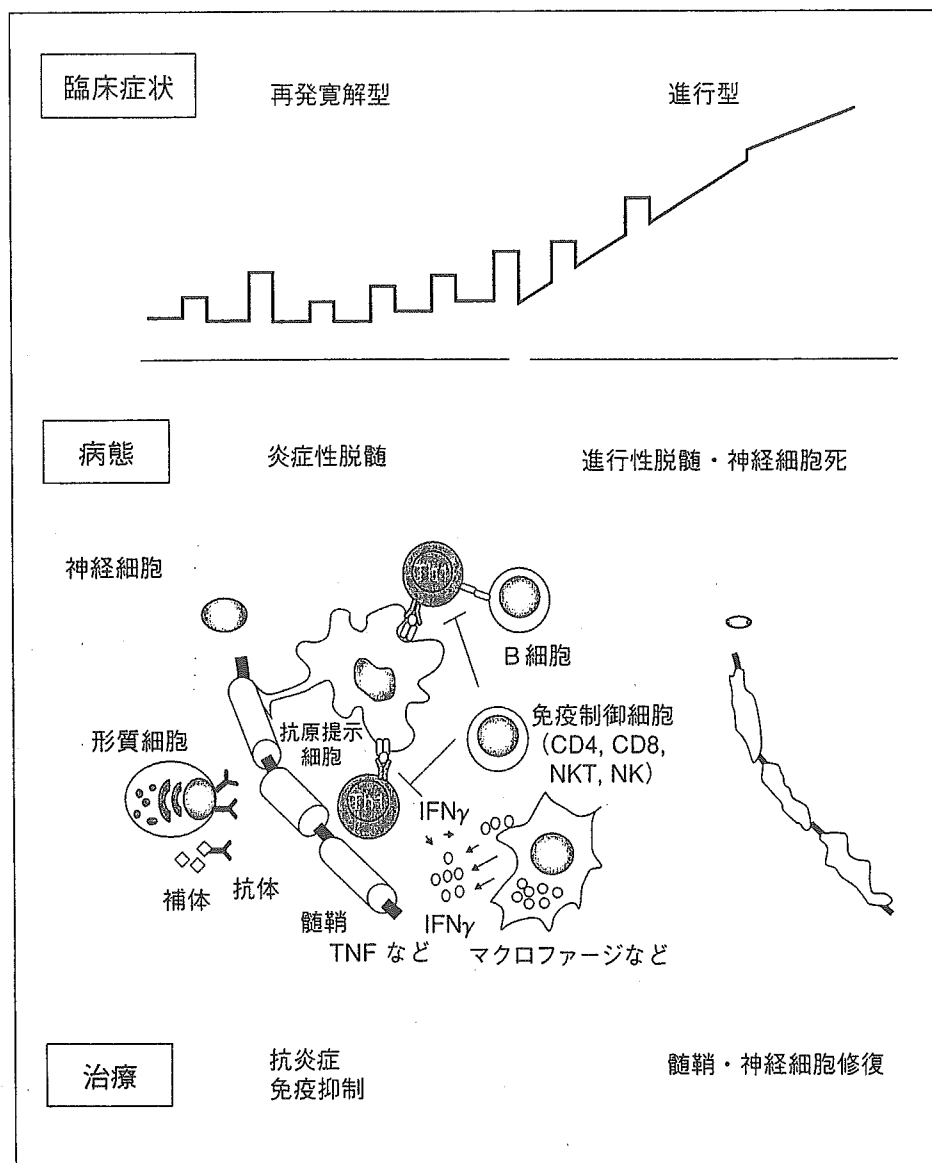 臨床症状
再発寛解型
進行型
病態
炎症性脱髄
進行性脱髄・神経細胞死
神経細胞
Th1
B 細胞
抗原提示
細胞
免疫制御細胞
(CD4, CD8,
NKT, NK)
形質細胞
Th1
IFNγ
補体
抗体
髄鞘
IFNγ
TNF など
マクロファージなど
治療
抗炎症
免疫抑制
髄鞘・神経細胞修復